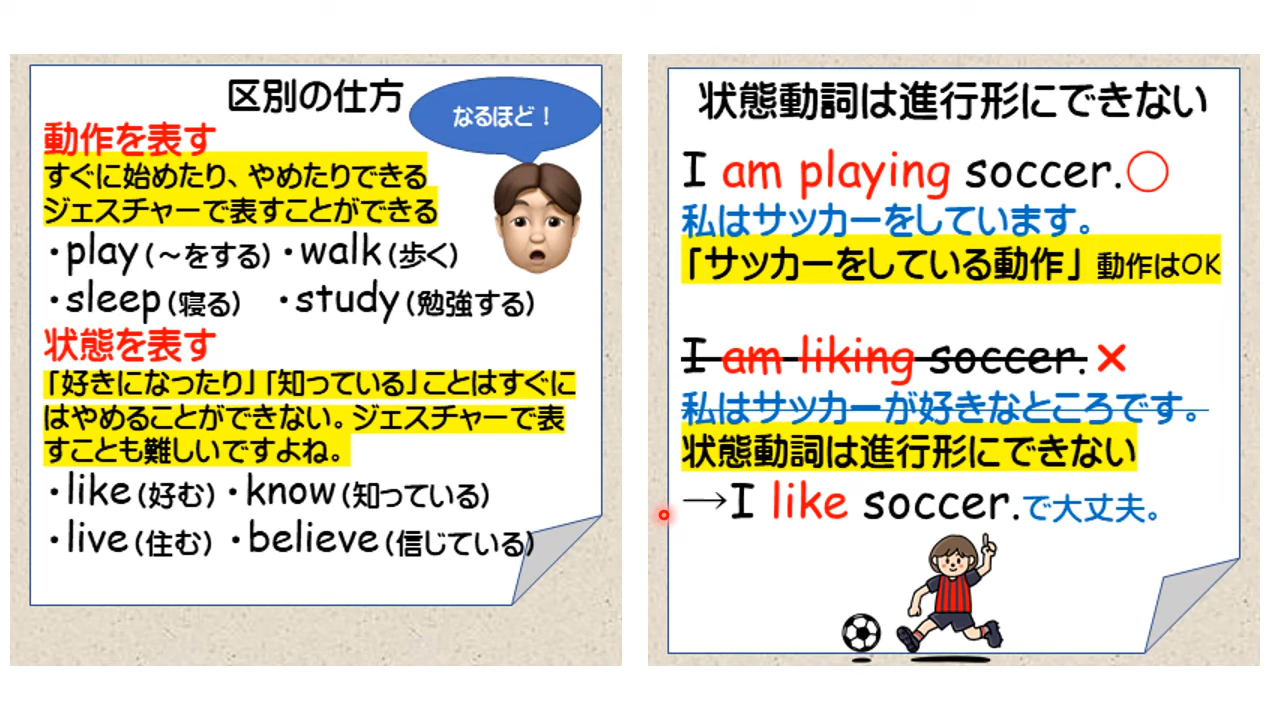 区別の仕方
なるほど！
動作を表す
すぐに始めたり、やめたりできる
ジェスチャーで表すことができる
・play(～をする)・walk(歩く)
・sleep(寝る)　・study(勉強する)
状態を表す
「好きになったり」「知っている」ことはすぐに
はやめることができない。ジェスチャーで表
すことも難しいですよね。
・like(好む)・know(知っている)
・live(住む)・believe(信じている)
状態動詞は進行形にできない
I am playing soccer.○
私はサッカーをしています。
「サッカーをしている動作」動作はOK
I am liking soccer.×
私はサッカーが好きなところです。
状態動詞は進行形にできない
→I like soccer.で大丈夫。